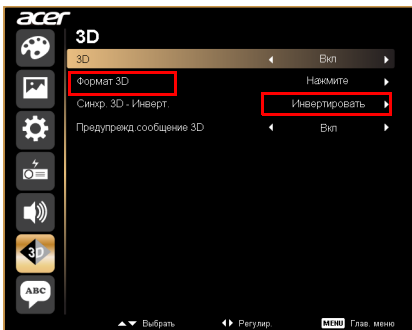 acer
3D
3D Вкл
Формат 3D Нажмите
Синхр. 3D - Инверт. Инвертировать
Предупрежд.сообщение 3D Вкл
3D
ABC
Выбрать Регулир. MENU Глав. меню